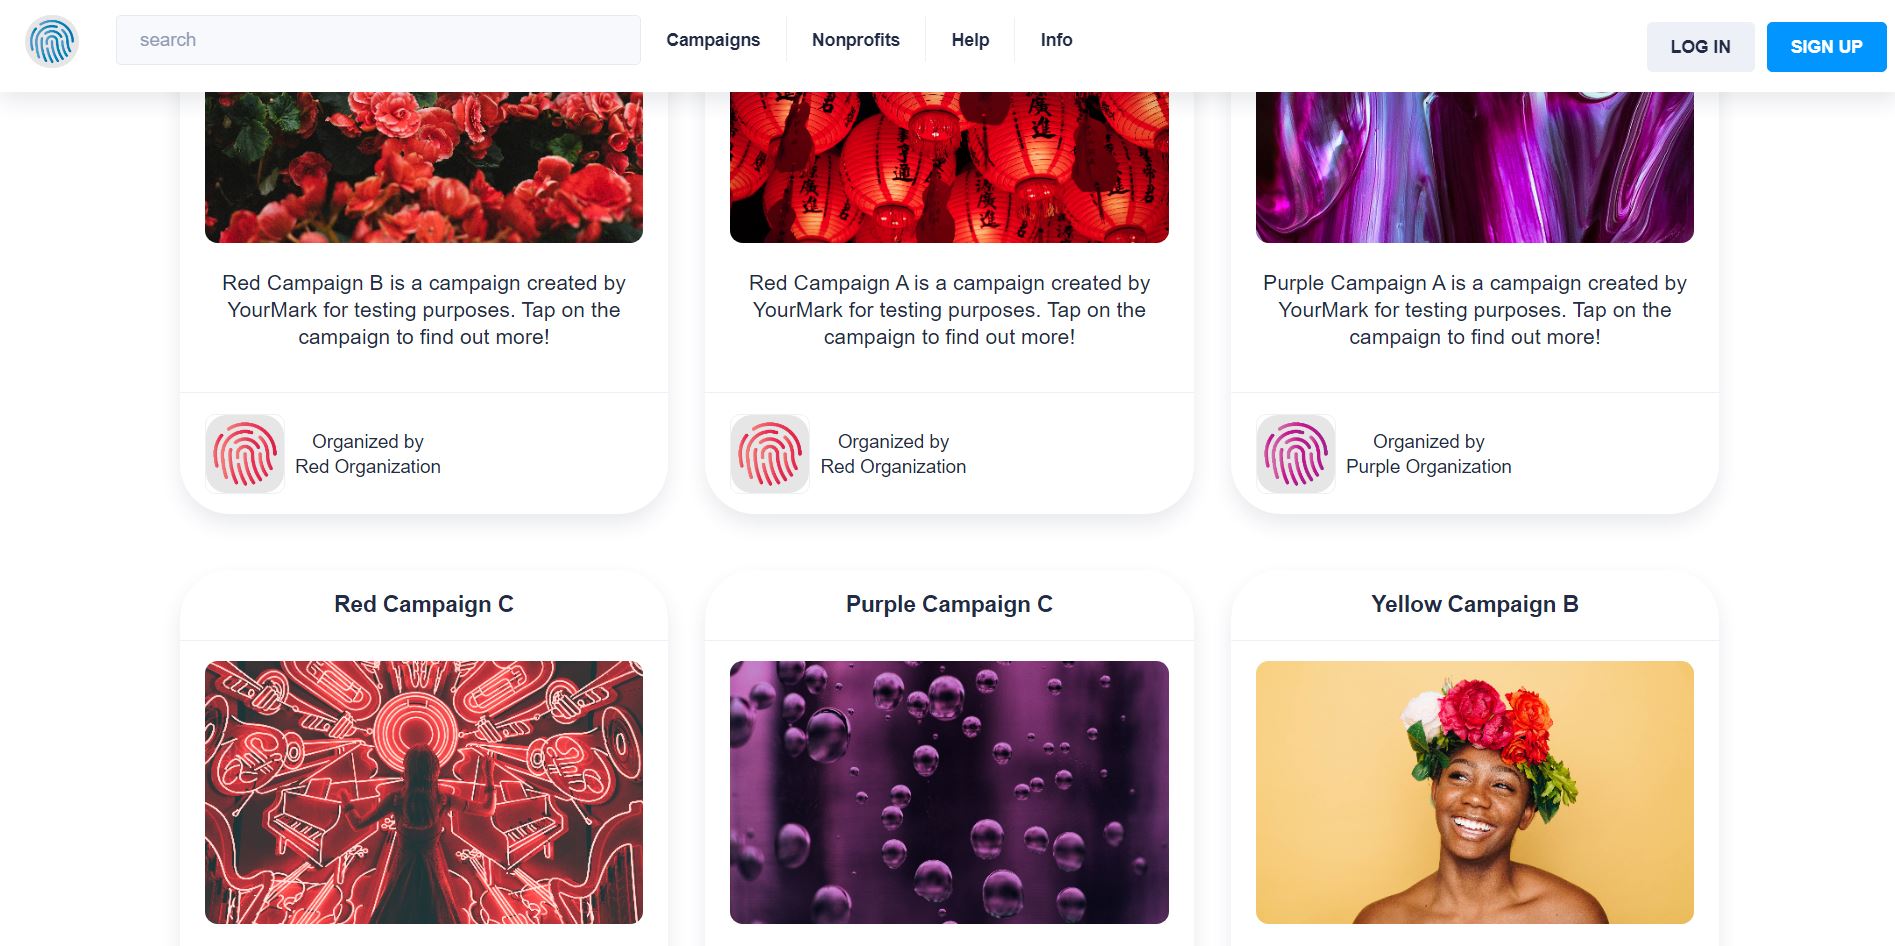 search
Campaigns
Nonprofits
Help
Info
LOG IN
SIGN UP
Red Campaign B is a campaign created by
YourMark for testing purposes. Tap on the
campaign to find out more!
Organized by
Red Organization
Red Campaign A is a campaign created by
YourMark for testing purposes. Tap on the
campaign to find out more!
Organized by
Red Organization
Purple Campaign A is a campaign created by
YourMark for testing purposes. Tap on the
campaign to find out more!
Organized by
Purple Organization
Red Campaign C
Purple Campaign C
Yellow Campaign B